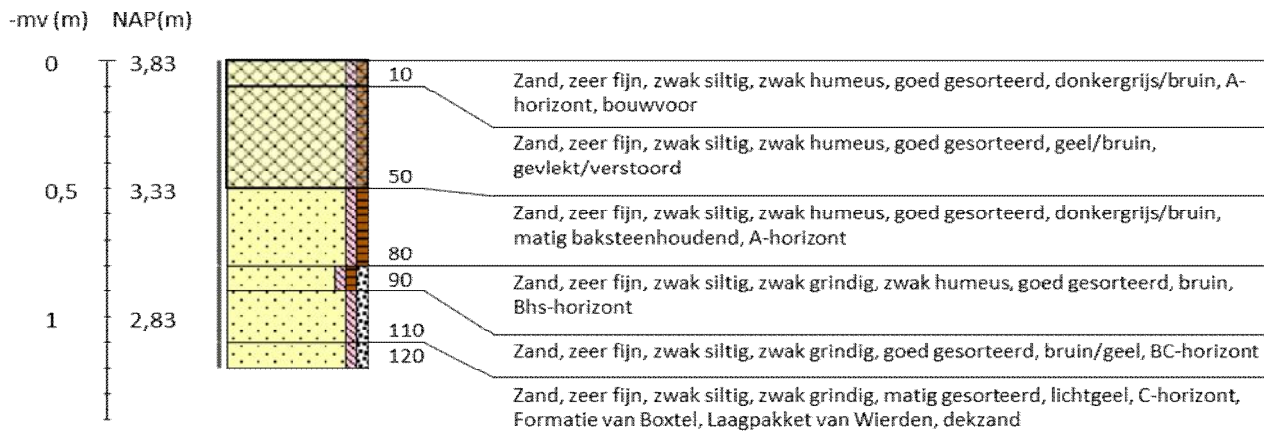 -mv (m) NAP(m)
0 3,83
10
Zand, zeer fijn, zwak siltig, zwak humeus, goed gesorteerd, donkergrijs/bruin, A-
horizont, bouwvoor
Zand, zeer fijn, zwak siltig, zwak humeus, goed gesorteerd, geel/bruin,
gevlekt/verstoord
50
0,5 3,33
Zand, zeer fijn, zwak siltig, zwak humeus, goed gesorteerd, donkergrijs/bruin,
matig baksteenhoudend, A-horizont
80
90
Zand, zeer fijn, zwak siltig, zwak grindig, zwak humeus, goed gesorteerd, bruin,
Bhs-horizont
1 2,83
110
Zand, zeer fijn, zwak siltig, zwak grindig, goed gesorteerd, bruin/geel, BC-horizont
120
Zand, zeer fijn, zwak siltig, zwak grindig, matig gesorteerd, lichtgeel, C-horizont,
Formatie van Boxtel, Laagpakket van Wierden, dekzand